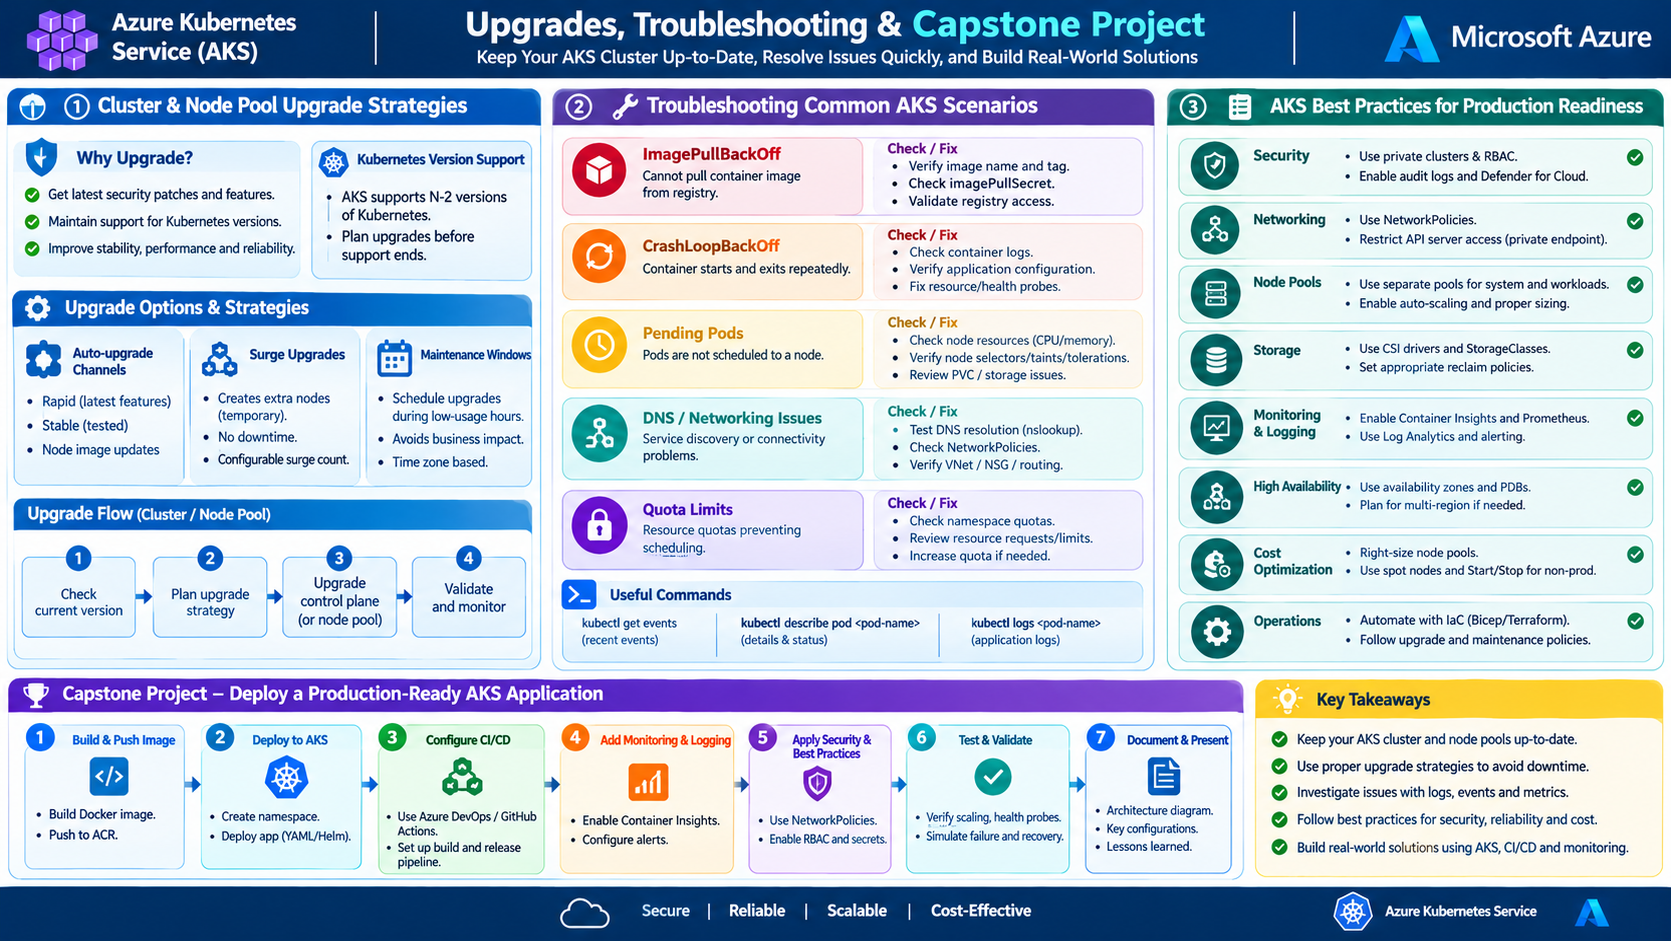 Azure Kubernetes
Service (AKS)
Upgrades, Troubleshooting & Capstone Project
Keep Your AKS Cluster Up-to-Date, Resolve Issues Quickly, and Build Real-World Solutions
Microsoft Azure
1 Cluster & Node Pool Upgrade Strategies
Why Upgrade?
Get latest security patches and features.
Maintain support for Kubernetes versions.
Improve stability, performance and reliability.
Kubernetes Version Support
• AKS supports N-2 versions
of Kubernetes.
• Plan upgrades before
support ends.
Upgrade Options & Strategies
Auto-upgrade
Channels
• Rapid (latest features)
• Stable (tested)
• Node image updates
Surge Upgrades
• Creates extra nodes
(temporary).
• No downtime.
• Configurable surge count.
Maintenance Windows
• Schedule upgrades
during low-usage hours.
• Avoids business impact.
• Time zone based.
Upgrade Flow (Cluster / Node Pool)
1
Check
current version
2
Plan upgrade
strategy
3
Upgrade
control plane
(or node pool)
4
Validate
and monitor
2 Troubleshooting Common AKS Scenarios
ImagePullBackOff
Cannot pull container image
from registry.
Check / Fix
• Verify image name and tag.
• Check imagePullSecret.
• Validate registry access.
CrashLoopBackOff
Container starts and exits repeatedly.
Check / Fix
• Check container logs.
• Verify application configuration.
• Fix resource/health probes.
Pending Pods
Pods are not scheduled to a node.
Check / Fix
• Check node resources (CPU/memory).
• Verify node selectors/taints/tolerations.
• Review PVC / storage issues.
DNS / Networking Issues
Service discovery or connectivity
problems.
Check / Fix
• Test DNS resolution (nslookup).
• Check NetworkPolicies.
• Verify VNet / NSG / routing.
Quota Limits
Resource quotas preventing
scheduling.
Check / Fix
• Check namespace quotas.
• Review resource requests/limits.
• Increase quota if needed.
Useful Commands
kubectl get events
(recent events)
kubectl describe pod <pod-name>
(details & status)
kubectl logs <pod-name>
(application logs)
3 AKS Best Practices for Production Readiness
Security
• Use private clusters & RBAC.
• Enable audit logs and Defender for Cloud.
Networking
• Use NetworkPolicies.
• Restrict API server access (private endpoint).
Node Pools
• Use separate pools for system and workloads.
• Enable auto-scaling and proper sizing.
Storage
• Use CSI drivers and StorageClasses.
• Set appropriate reclaim policies.
Monitoring
& Logging
• Enable Container Insights and Prometheus.
• Use Log Analytics and alerting.
High Availability
• Use availability zones and PDBs.
• Plan for multi-region if needed.
Cost
Optimization
• Right-size node pools.
• Use spot nodes and Start/Stop for non-prod.
Operations
• Automate with IaC (Bicep/Terraform).
• Follow upgrade and maintenance policies.
Capstone Project – Deploy a Production-Ready AKS Application
1 Build & Push Image
</>
• Build Docker image.
• Push to ACR.
2 Deploy to AKS
• Create namespace.
• Deploy app (YAML/Helm).
3 Configure CI/CD
• Use Azure DevOps / GitHub
Actions.
• Set up build and release
pipeline.
4 Add Monitoring & Logging
• Enable Container Insights.
• Configure alerts.
5 Apply Security &
Best Practices
• Use NetworkPolicies.
• Enable RBAC and secrets.
6 Test & Validate
• Verify scaling, health probes.
• Simulate failure and recovery.
7 Document & Present
• Architecture diagram.
• Key configurations.
• Lessons learned.
Key Takeaways
Keep your AKS cluster and node pools up-to-date.
Use proper upgrade strategies to avoid downtime.
Investigate issues with logs, events and metrics.
Follow best practices for security, reliability and cost.
Build real-world solutions using AKS, CI/CD and monitoring.
Secure | Reliable | Scalable | Cost-Effective
Azure Kubernetes Service